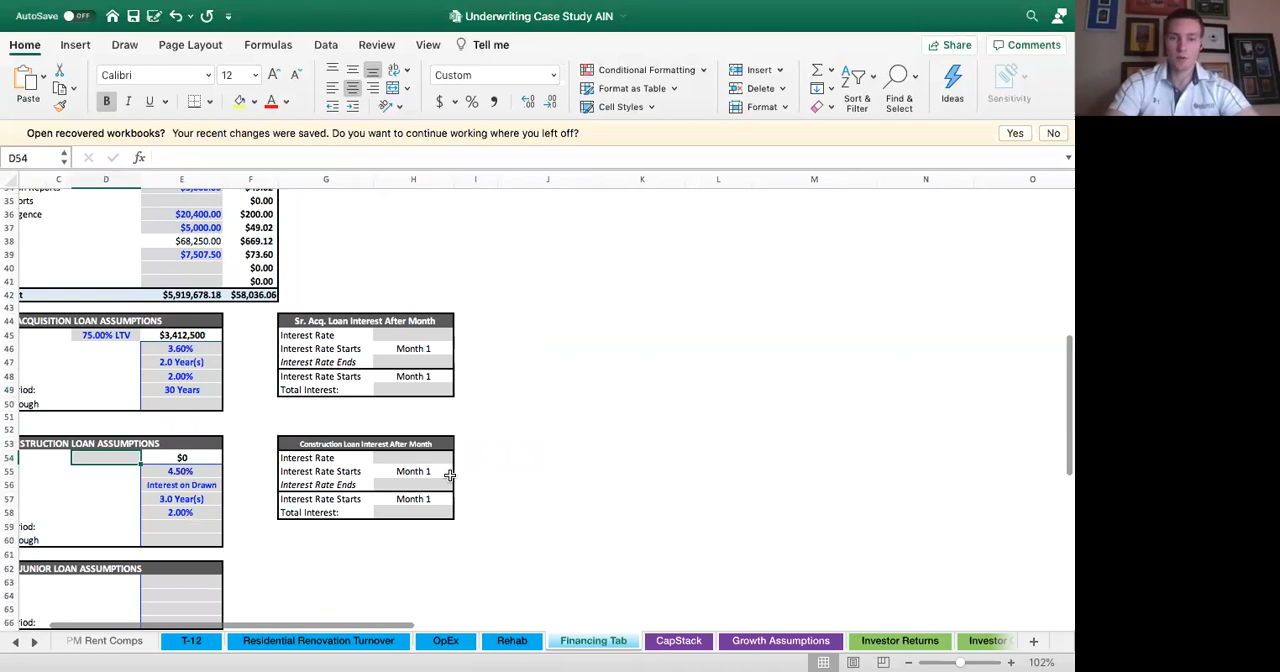 AutoSave OFF
Underwriting Case Study AIN
Home Insert Draw Page Layout Formulas Data Review View Tell me
Share Comments
Paste
Calibri 12
B I U
Custom
$ %
Conditional Formatting
Format as Table
Cell Styles
Insert
Delete
Format
Sort & Filter
Find & Select
Ideas
Sensitivity
Open recovered workbooks? Your recent changes were saved. Do you want to continue working where you left off? Yes No
D54 fx
C D E F G H I J K L M N O
35 orts $0.00
36 gence $20,400.00 $200.00
37 $5,000.00 $49.02
38 $68,250.00 $669.12
39 $7,507.50 $73.60
40 $0.00
41 $0.00
42 t $5,919,678.18 $58,036.06
43
44 ACQUISITION LOAN ASSUMPTIONS Sr. Acq. Loan Interest After Month
45 75.00% LTV $3,412,500 Interest Rate
46 3.60% Interest Rate Starts Month 1
47 2.0 Year(s) Interest Rate Ends
48 2.00% Interest Rate Starts Month 1
49 riod: 30 Years Total Interest:
50 ough
51
52
53 STRUCTION LOAN ASSUMPTIONS Construction Loan Interest After Month
54 $0 Interest Rate
55 4.50% Interest Rate Starts Month 1
56 Interest on Drawn Interest Rate Ends
57 3.0 Year(s) Interest Rate Starts Month 1
58 2.00% Total Interest:
59 riod:
60 ough
61
62 JUNIOR LOAN ASSUMPTIONS
63
64
65
66 riod:
PM Rent Comps T-12 Residential Renovation Turnover OpEx Rehab Financing Tab CapStack Growth Assumptions Investor Returns Investor
102%